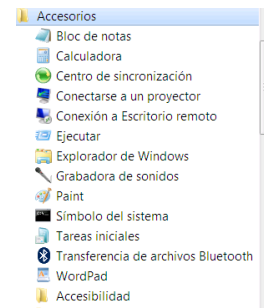 Accesorios
Bloc de notas
Calculadora
Centro de sincronización
Conectarse a un proyector
Conexión a Escritorio remoto
Ejecutar
Explorador de Windows
Grabadora de sonidos
Paint
Símbolo del sistema
Tareas iniciales
Transferencia de archivos Bluetooth
WordPad
Accesibilidad